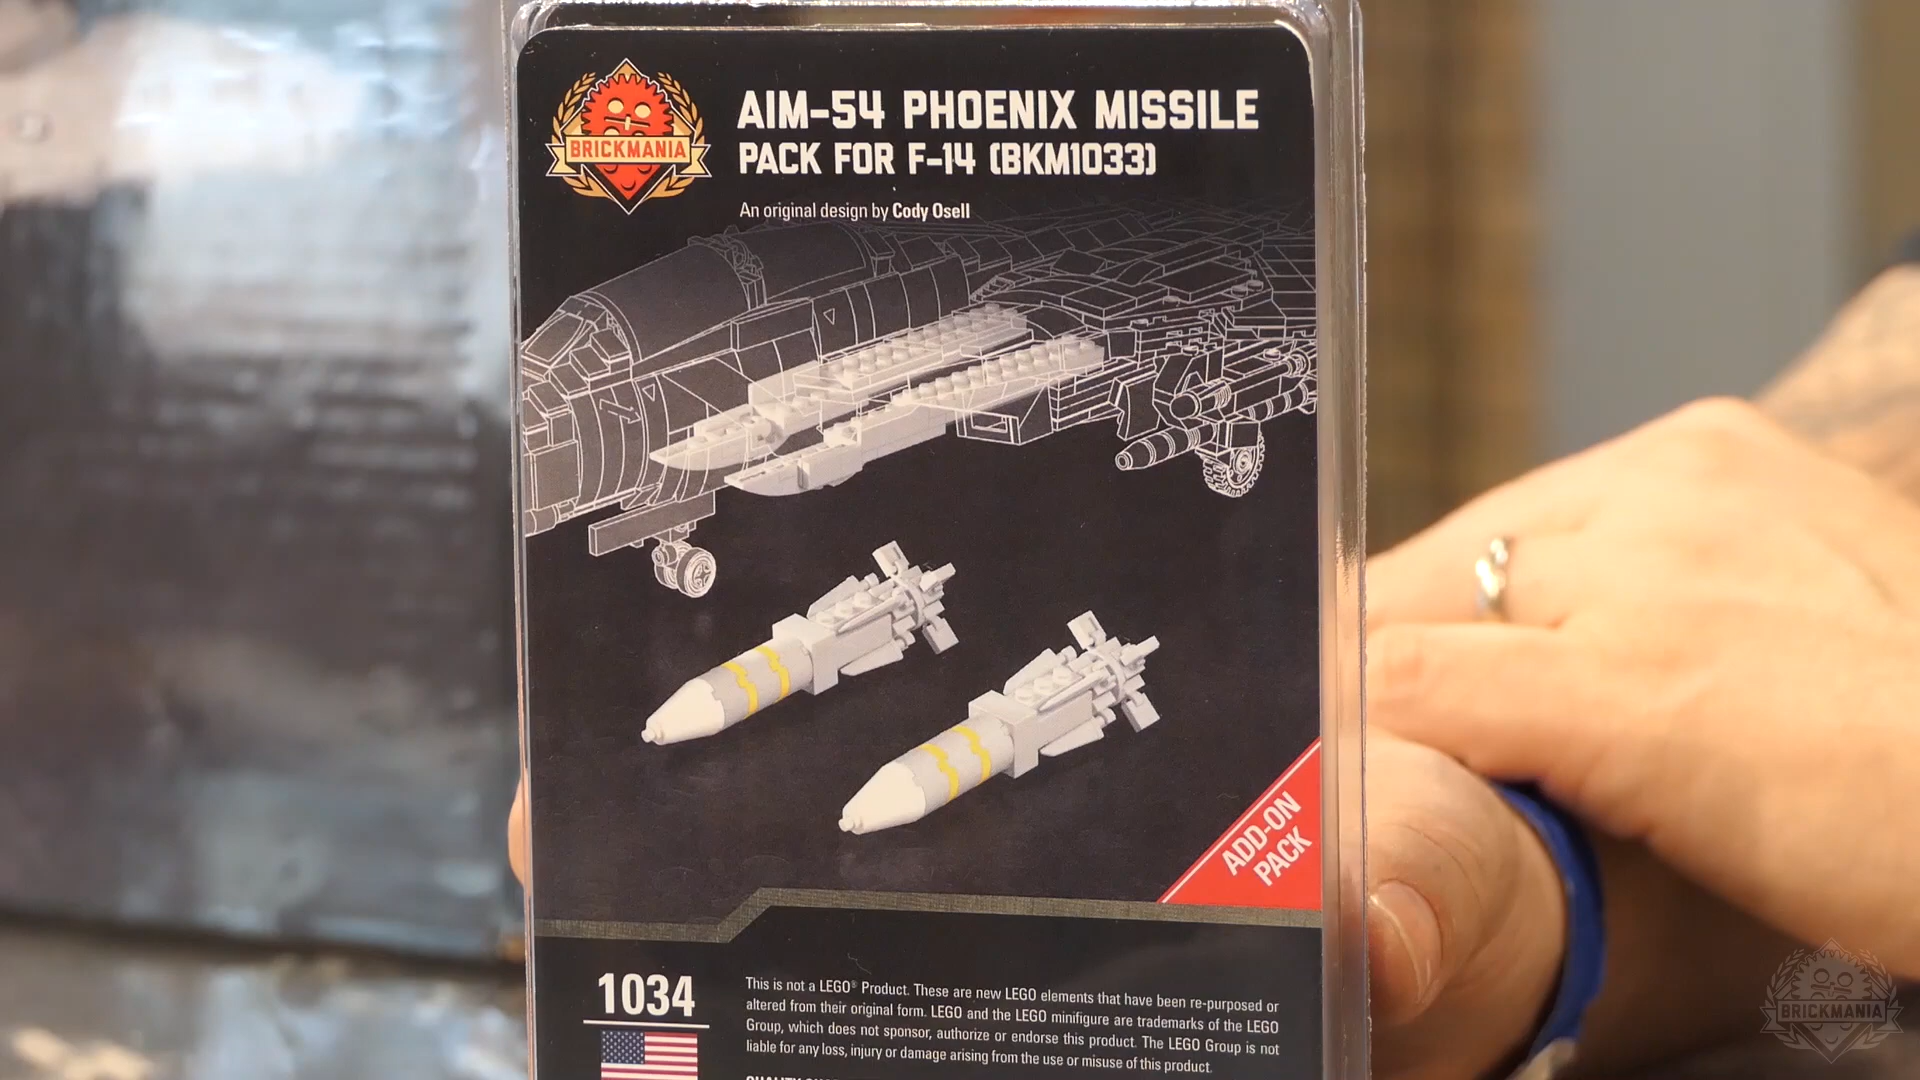 BRICKMANIA
AIM-54 PHOENIX MISSILE
PACK FOR F-14 (BKM1033)
An original design by Cody Osell
ADD-ON
PACK
1034
This is not a LEGO® Product. These are new LEGO elements that have been re-purposed or
altered from their original form. LEGO and the LEGO minifigure are trademarks of the LEGO
Group, which does not sponsor, authorize or endorse this product. The LEGO Group is not
liable for any loss, injury or damage arising from the use or misuse of this product.
BRICKMANIA